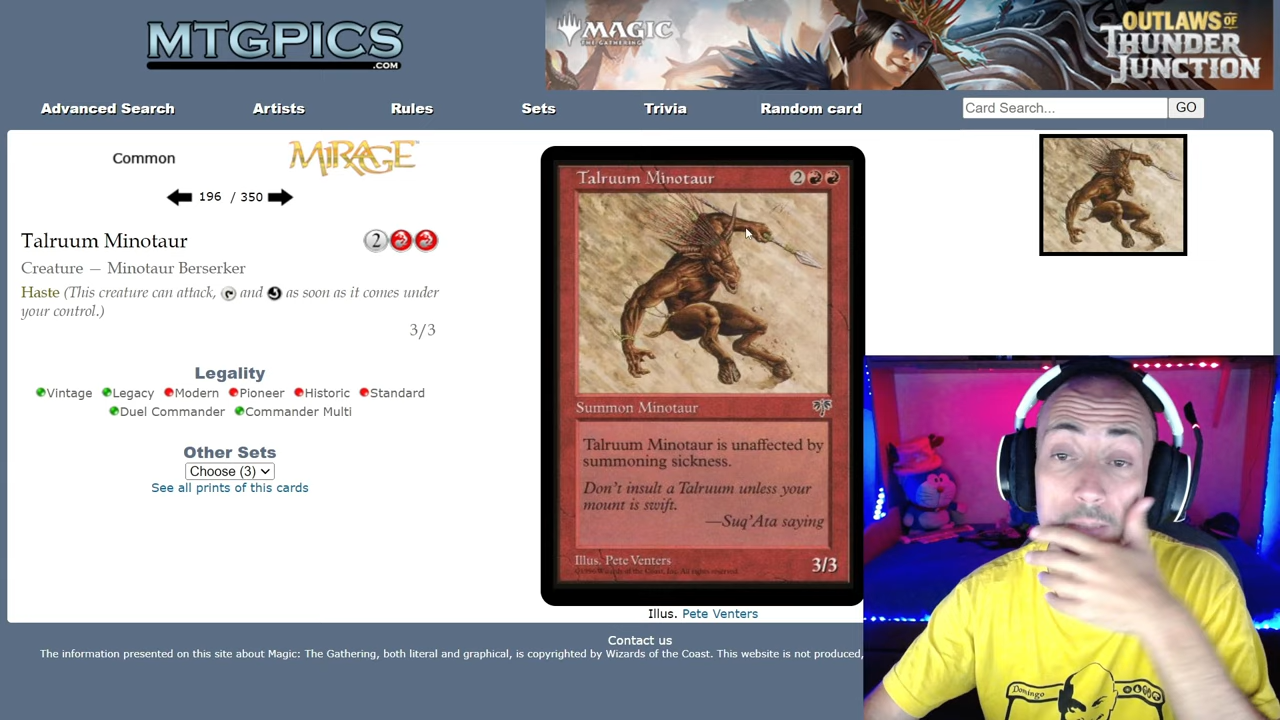 MTGPICS
.COM
MAGIC
THE GATHERING
OUTLAWS OF
THUNDER
JUNCTION
Advanced Search
Artists
Rules
Sets
Trivia
Random card
Card Search...
GO
Common
MIRAGE
196 / 350
Talruum Minotaur
2
Creature — Minotaur Berserker
Haste (This creature can attack, and as soon as it comes under
your control.)
3/3
Legality
Vintage Legacy Modern Pioneer Historic Standard
Duel Commander Commander Multi
Other Sets
Choose (3)
See all prints of this cards
Talruum Minotaur
2
Summon Minotaur
Talruum Minotaur is unaffected by
summoning sickness.
Don't insult a Talruum unless your
mount is swift.
—Suq'Ata saying
Illus. Pete Venters
3/3
Illus. Pete Venters
Contact us
The information presented on this site about Magic: The Gathering, both literal and graphical, is copyrighted by Wizards of the Coast. This website is not produced,
Domingo